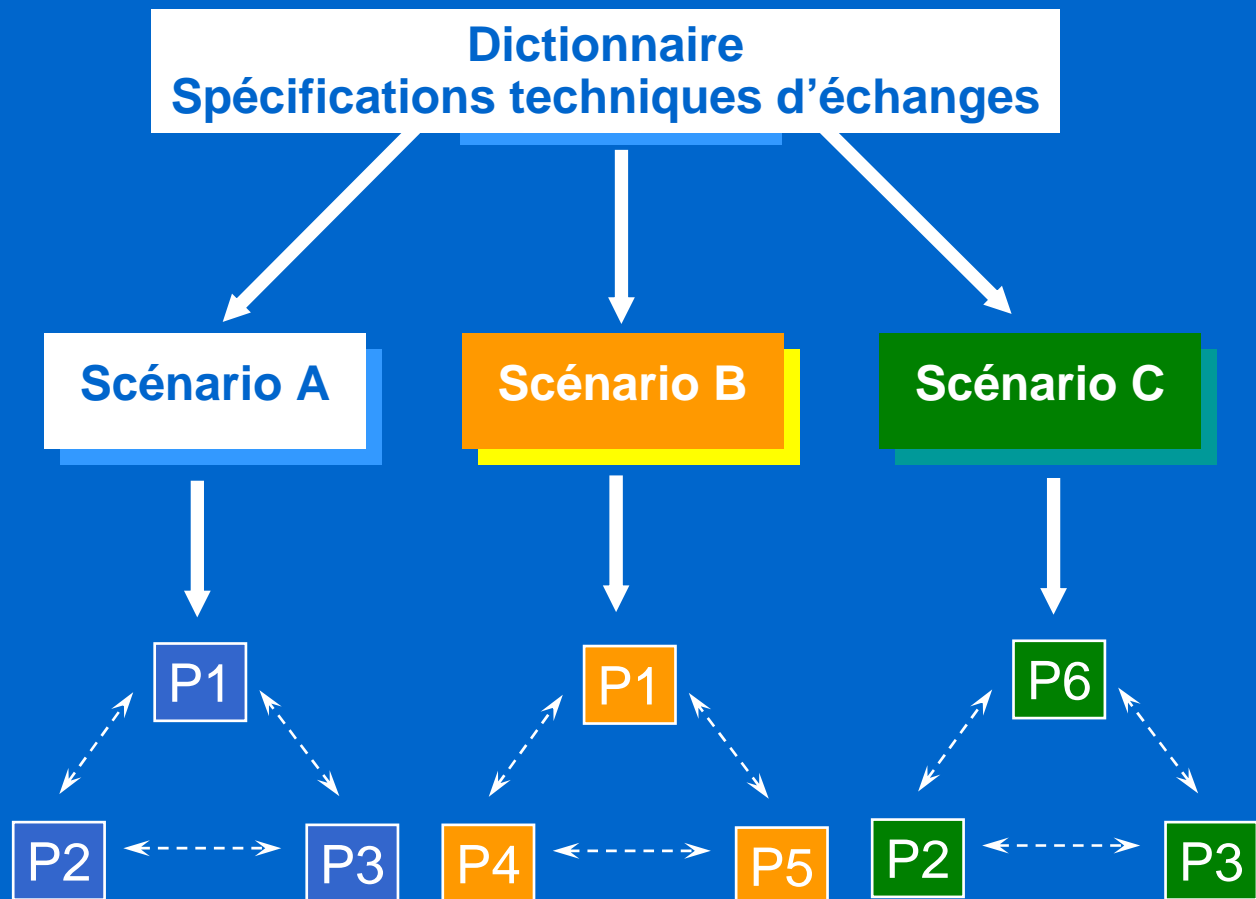 Dictionnaire
Spécifications techniques d’échanges
Scénario A
Scénario B
Scénario C
P1
P1
P6
P2
P3
P4
P5
P2
P3